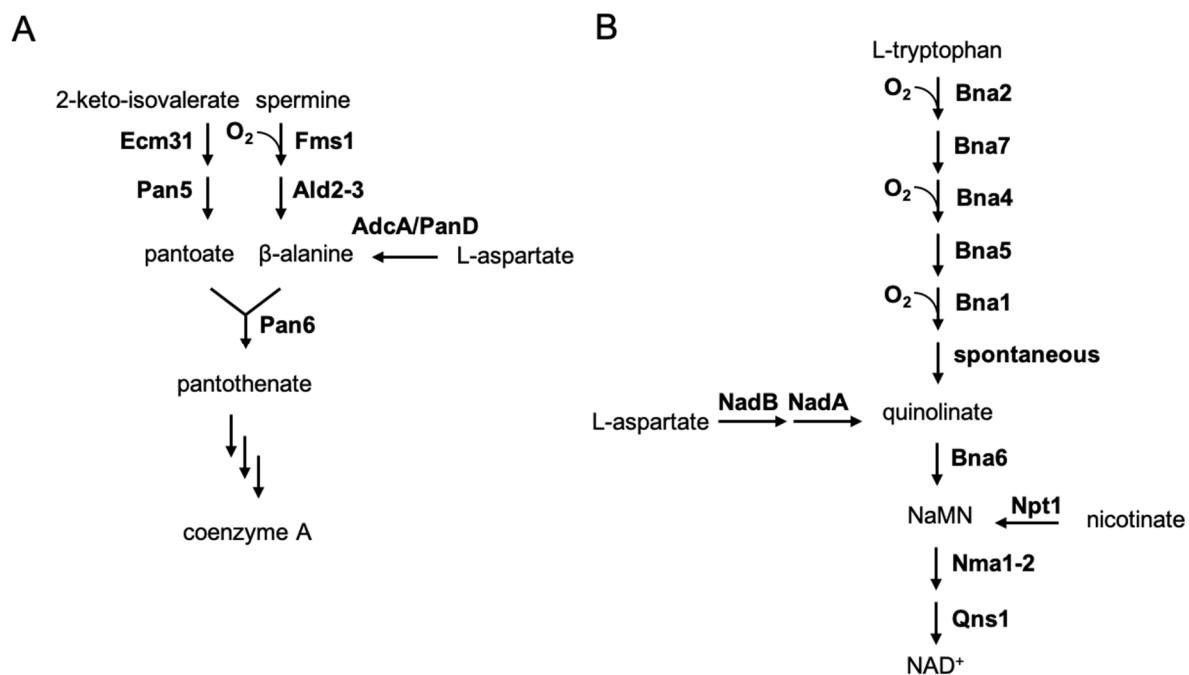 A
2-keto-isovalerate spermine
Ecm31
O2
Fms1
Pan5
Ald2-3
AdcA/PanD
pantoate β-alanine
L-aspartate
Pan6
pantothenate
coenzyme A
B
L-tryptophan
O2
Bna2
Bna7
O2
Bna4
Bna5
O2
Bna1
spontaneous
NadB NadA
L-aspartate
quinolinate
Bna6
NaMN
Npt1
nicotinate
Nma1-2
Qns1
NAD+